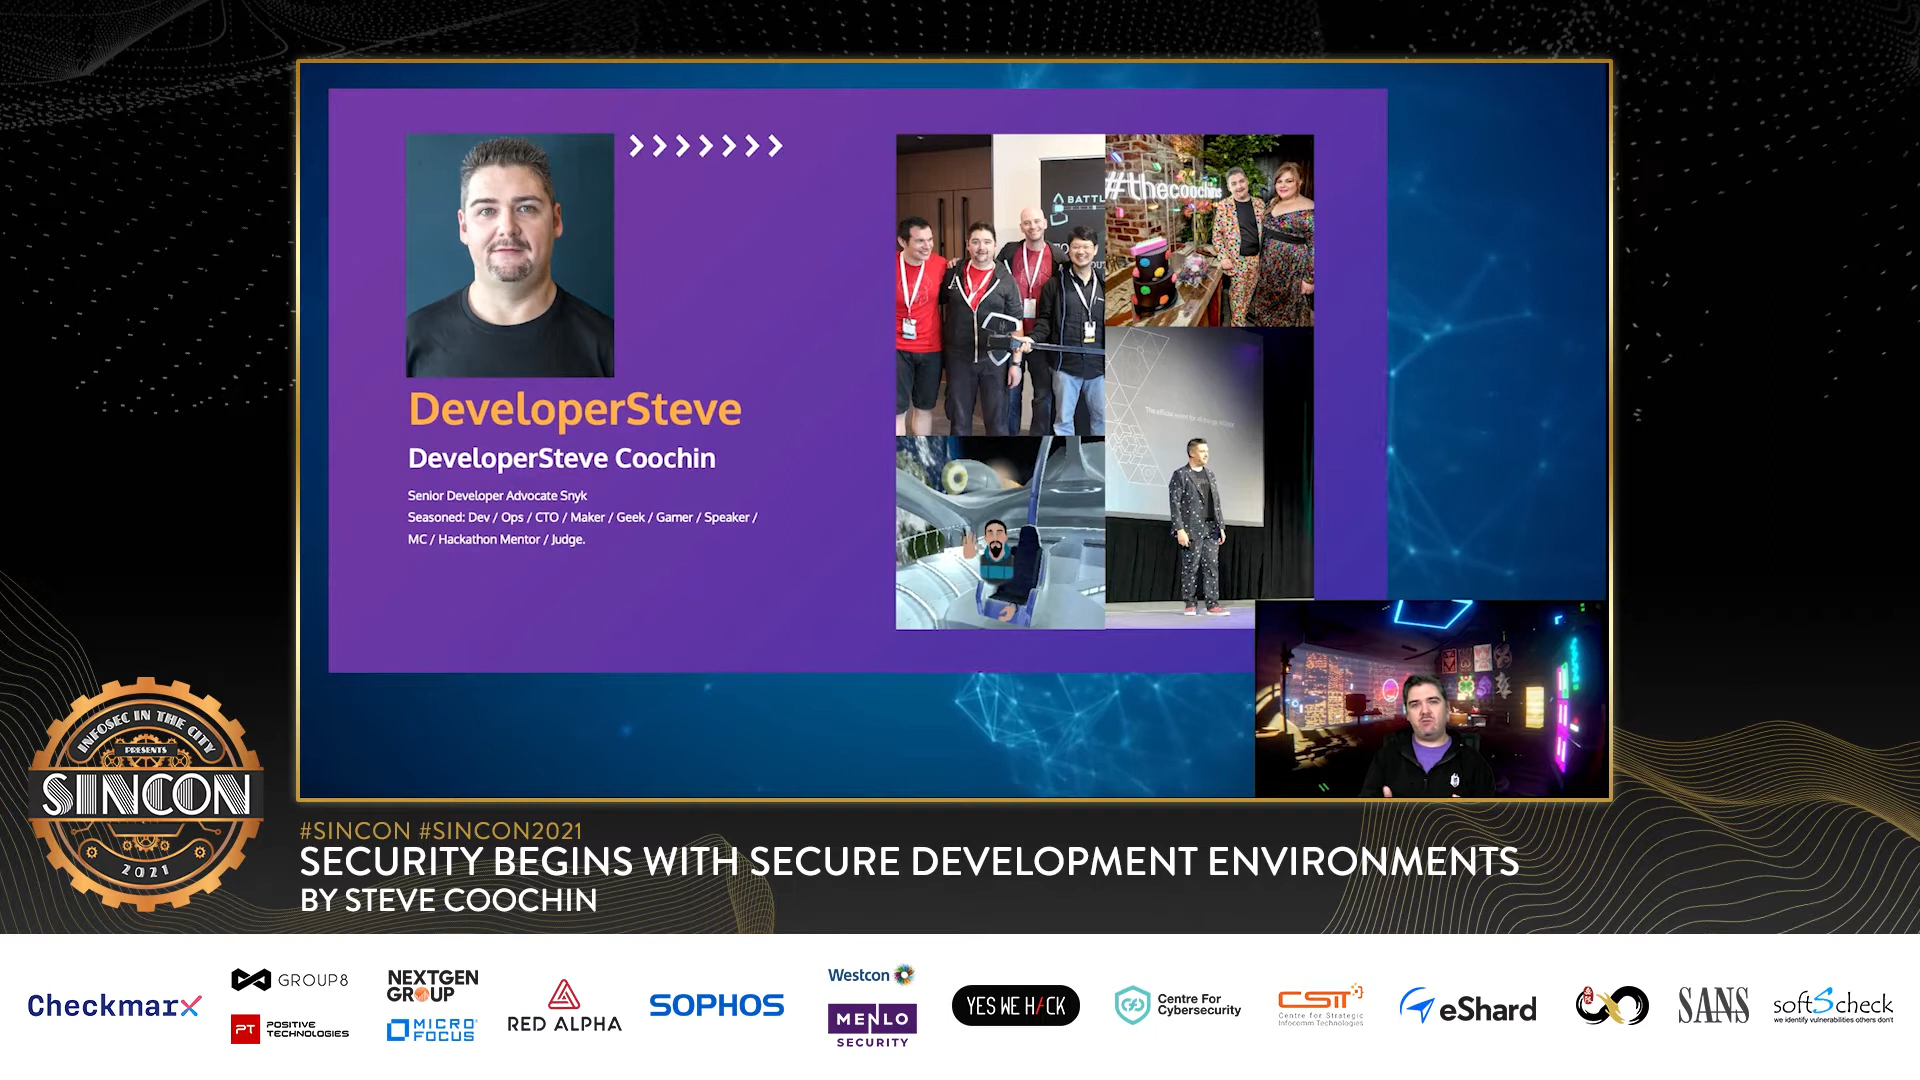 DeveloperSteve
DeveloperSteve Coochin
Senior Developer Advocate Snyk
Seasoned: Dev / Ops / CTO / Maker / Geek / Gamer / Speaker /
MC / Hackathon Mentor / Judge.
BATTL
#thecoochins
INFOSEC IN THE CITY
PRESENTS
SINCON
2021
#SINCON #SINCON2021
SECURITY BEGINS WITH SECURE DEVELOPMENT ENVIRONMENTS
BY STEVE COOCHIN
Checkmarx
GROUP8
PT POSITIVE
TECHNOLOGIES
NEXTGEN
GROUP
MICRO
FOCUS
RED ALPHA
SOPHOS
Westcon
MENLO
SECURITY
YES WE H/CK
Centre For
Cybersecurity
CSIT
Centre for Strategic
Infocomm Technologies
eShard
SANS
softScheck
we identify vulnerabilities others don't